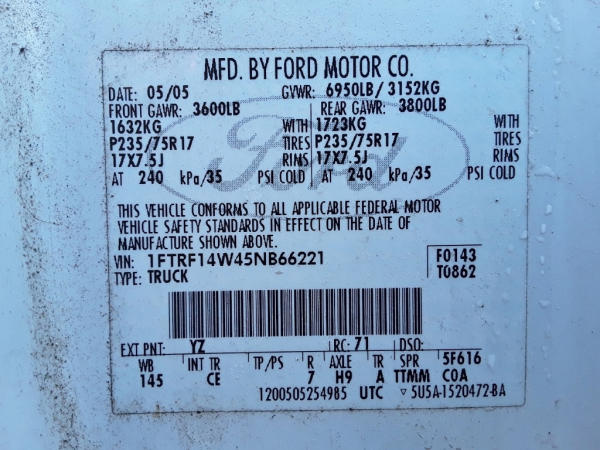 MFD. BY FORD MOTOR CO.
DATE: 05/05 GVWR: 6950LB/ 3152KG
FRONT GAWR: 3600LB REAR GAWR: 3800LB
1632KG WITH 1723KG WITH
P235/75R17 TIRES P235/75R17 TIRES
17X7.5J RIMS 17X7.5J RIMS
AT 240 kPa/35 PSI COLD AT 240 kPa/35 PSI COLD
Ford
THIS VEHICLE CONFORMS TO ALL APPLICABLE FEDERAL MOTOR
VEHICLE SAFETY STANDARDS IN EFFECT ON THE DATE OF
MANUFACTURE SHOWN ABOVE.
VIN: 1FTRF14W45NB66221 F0143
TYPE: TRUCK T0862
EXT PNT: YZ RC: 71 DSO:
WB INT TR TP/PS R AXLE TR SPR 5F616
145 CE 7 H9 A TTMM COA
12005052549B5 UTC ▽ 5U5A-1520472-BA